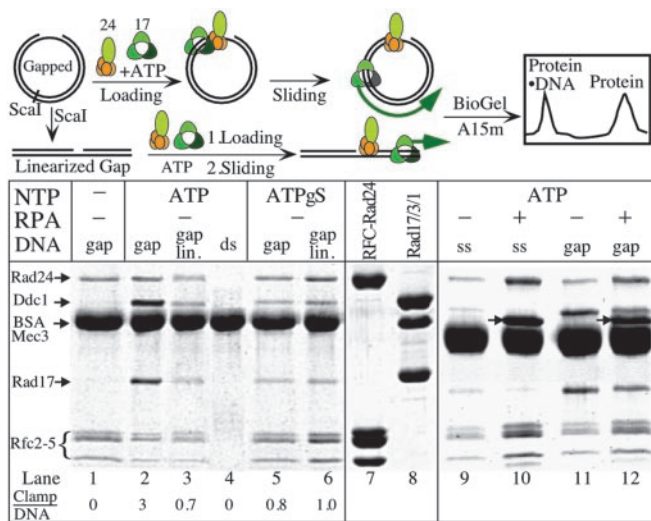 24 17
Gapped
+ATP
Loading
Sliding
ScaI
ScaI
Linearized Gap
ATP
1.Loading
2.Sliding
BioGel
A15m
Protein
•DNA
Protein
NTP – ATP ATPgS ATP
RPA – – – – + – +
DNA gap gap gap lin. ds gap gap lin. ss ss gap gap
RFC-Rad24
Rad17/3/1
Rad24
Ddc1
BSA
Mec3
Rad17
Rfc2-5
Lane 1 2 3 4 5 6 7 8 9 10 11 12
Clamp
DNA
0 3 0.7 0 0.8 1.0